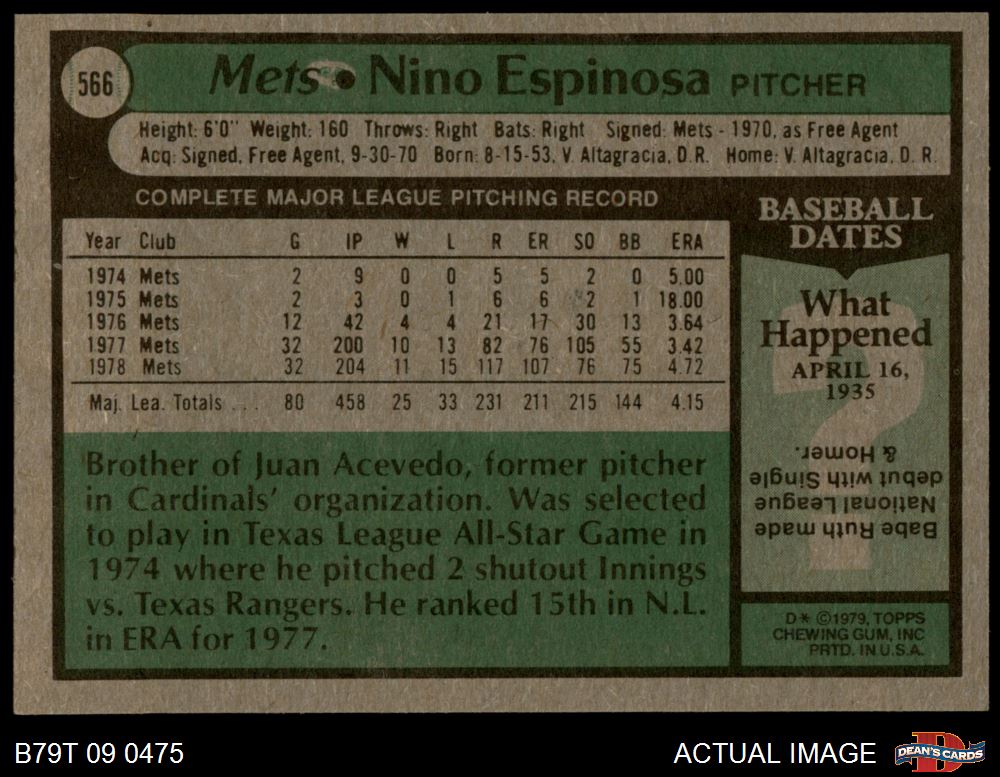 566
Mets • Nino Espinosa PITCHER
Height: 6'0" Weight: 160 Throws: Right Bats: Right Signed: Mets - 1970, as Free Agent
Acq: Signed, Free Agent, 9-30-70 Born: 8-15-53, V. Altagracia, D.R. Home: V. Altagracia, D. R.
COMPLETE MAJOR LEAGUE PITCHING RECORD
Year Club G IP W L R ER SO BB ERA
1974 Mets 2 9 0 0 5 5 2 0 5.00
1975 Mets 2 3 0 1 6 6 2 1 18.00
1976 Mets 12 42 4 4 21 17 30 13 3.64
1977 Mets 32 200 10 13 82 76 105 55 3.42
1978 Mets 32 204 11 15 117 107 76 75 4.72
Maj. Lea. Totals . . . 80 458 25 33 231 211 215 144 4.15
Brother of Juan Acevedo, former pitcher
in Cardinals' organization. Was selected
to play in Texas League All-Star Game in
1974 where he pitched 2 shutout Innings
vs. Texas Rangers. He ranked 15th in N.L.
in ERA for 1977.
BASEBALL
DATES
What
Happened
APRIL 16,
1935
Babe Ruth made
National League
debut with Single
& Homer.
D* ©1979, TOPPS
CHEWING GUM, INC
PRTD. IN U.S.A.
B79T 09 0475
ACTUAL IMAGE
DEAN'S CARDS